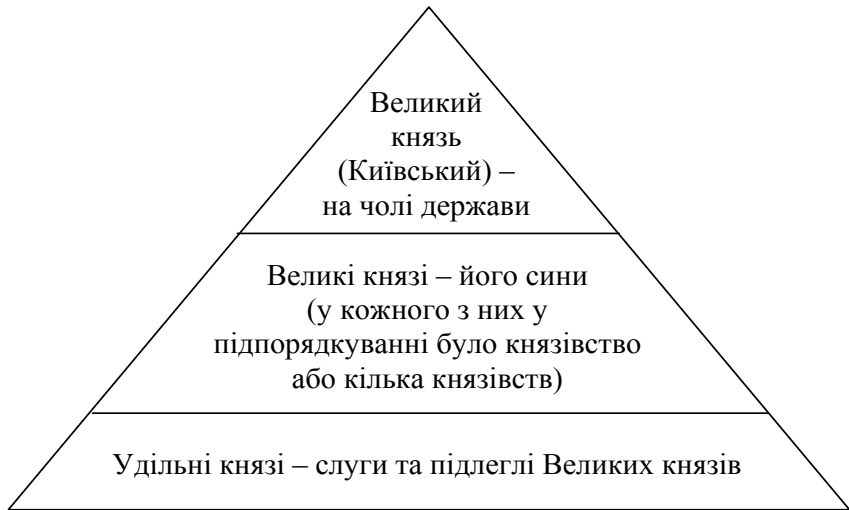 Великий
князь
(Київський) –
на чолі держави
Великі князі – його сини
(у кожного з них у
підпорядкуванні було князівство
або кілька князівств)
Удільні князі – слуги та підлеглі Великих князів